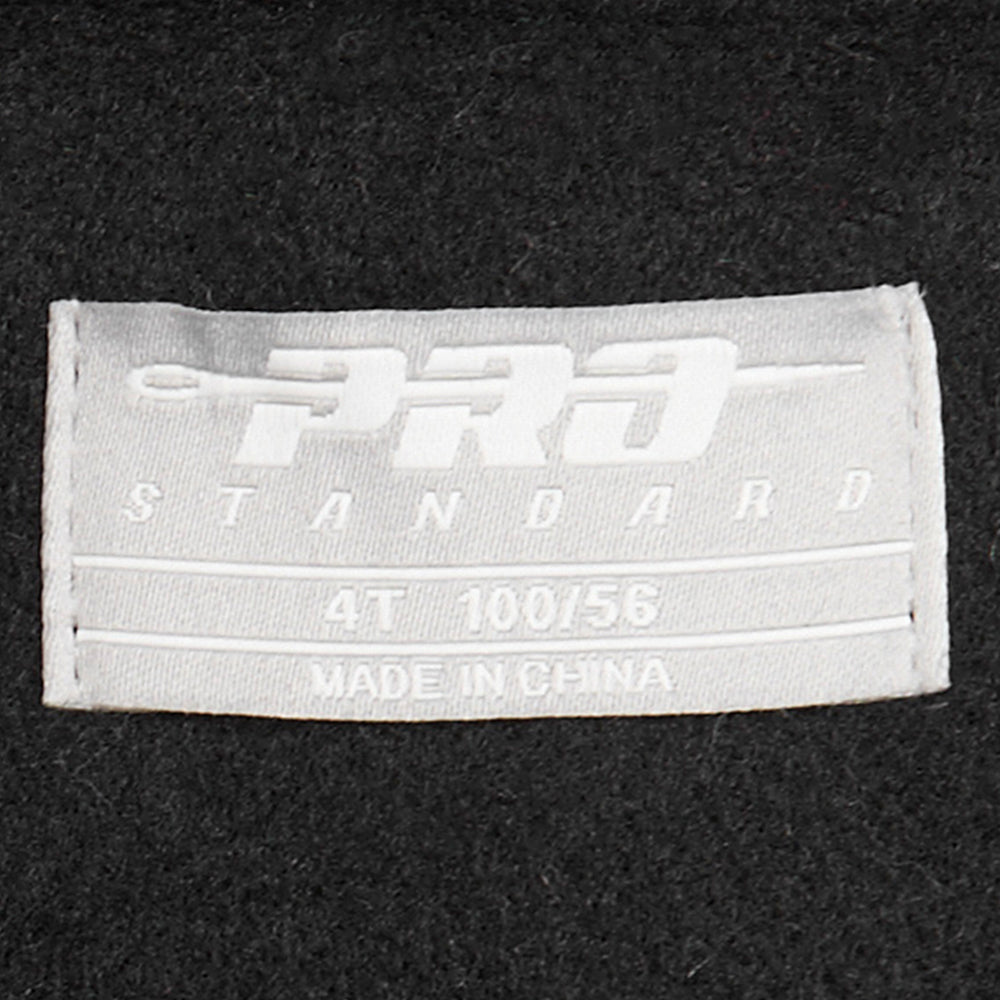 PRO
STANDARD
4T 100/56
MADE IN CHINA